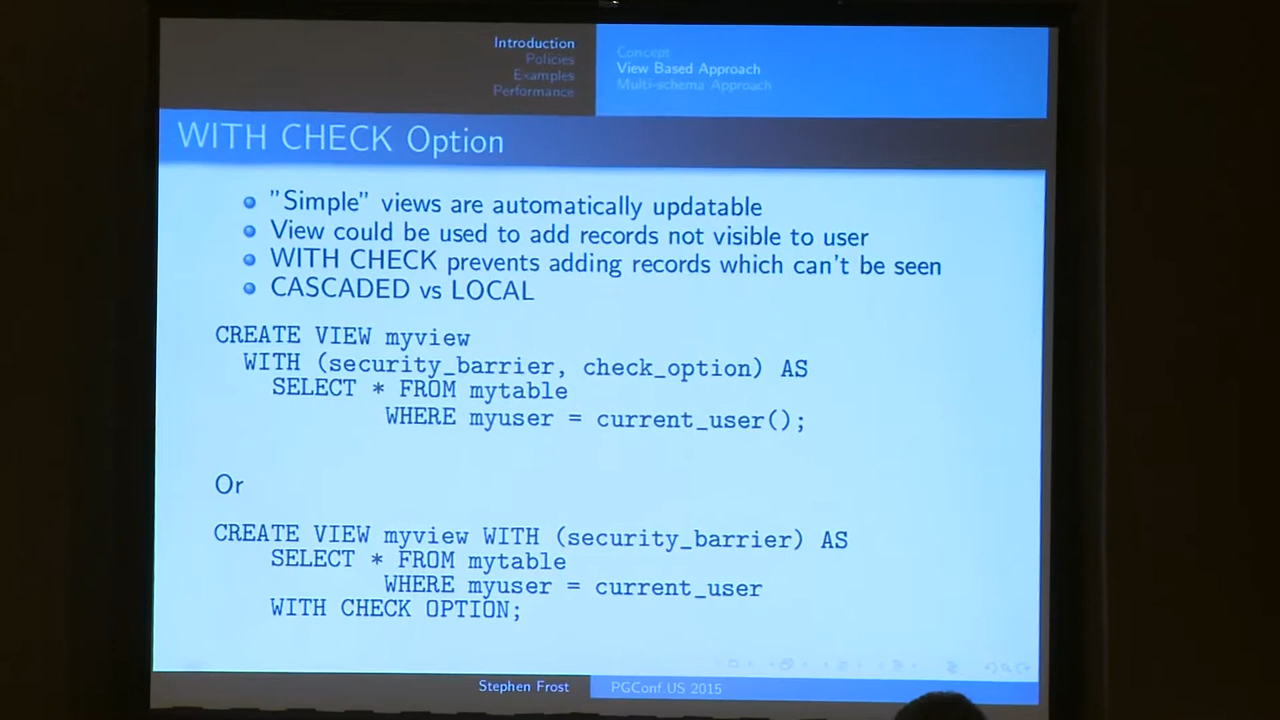 Introduction
Policies
Examples
Performance
Concept
View Based Approach
Multi-schema Approach
WITH CHECK Option
"Simple" views are automatically updatable
View could be used to add records not visible to user
WITH CHECK prevents adding records which can't be seen
CASCADED vs LOCAL
CREATE VIEW myview
WITH (security_barrier, check_option) AS
SELECT * FROM mytable
WHERE myuser = current_user();
Or
CREATE VIEW myview WITH (security_barrier) AS
SELECT * FROM mytable
WHERE myuser = current_user
WITH CHECK OPTION;
Stephen Frost
PGConf.US 2015